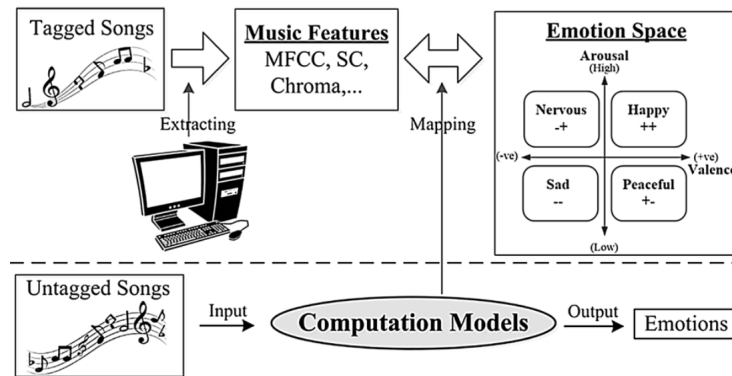 Tagged Songs
Music Features
MFCC, SC,
Chroma,...
Extracting
Mapping
Emotion Space
Arousal
(High)
Nervous
-+
Happy
++
(-ve)
(+ve)
Valence
Sad
--
Peaceful
+-
(Low)
Untagged Songs
Input
Computation Models
Output
Emotions